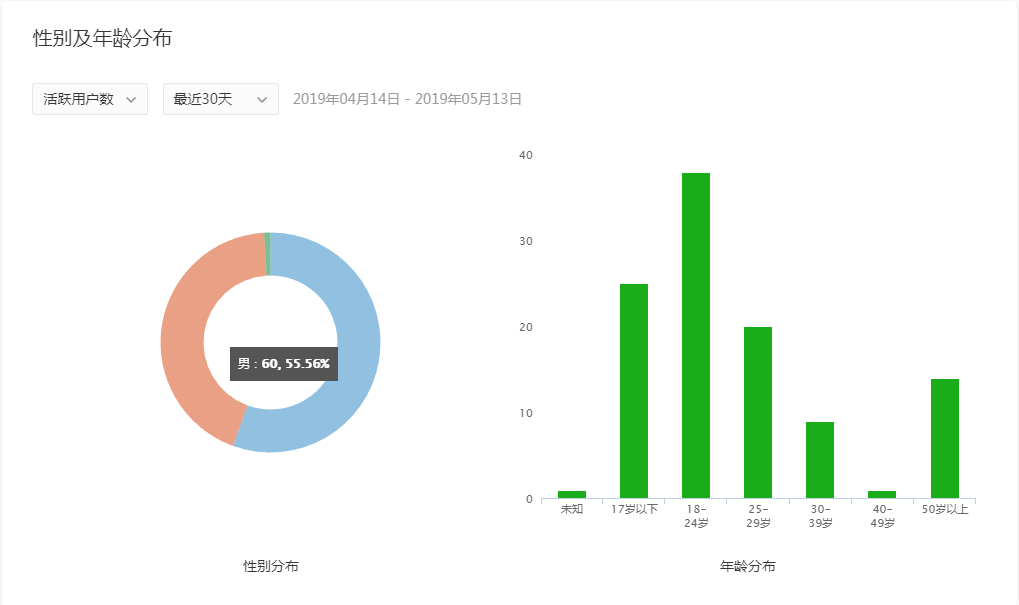 性别及年龄分布
活跃用户数 最近30天 2019年04月14日 - 2019年05月13日
男 : 60, 55.56%
性别分布
40
30
20
10
0
未知 17岁以下 18-24岁 25-29岁 30-39岁 40-49岁 50岁以上
年龄分布